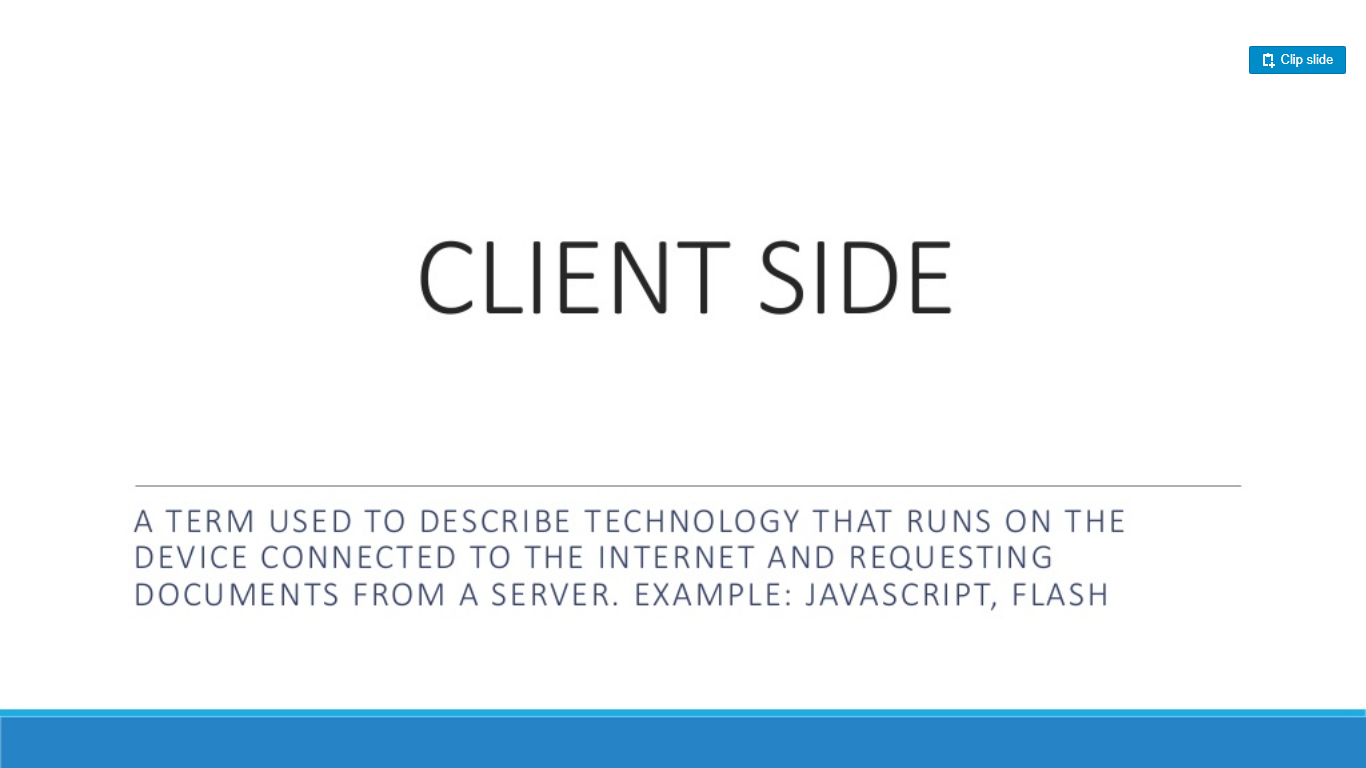 Clip slide
CLIENT SIDE
A TERM USED TO DESCRIBE TECHNOLOGY THAT RUNS ON THE
DEVICE CONNECTED TO THE INTERNET AND REQUESTING
DOCUMENTS FROM A SERVER. EXAMPLE: JAVASCRIPT, FLASH